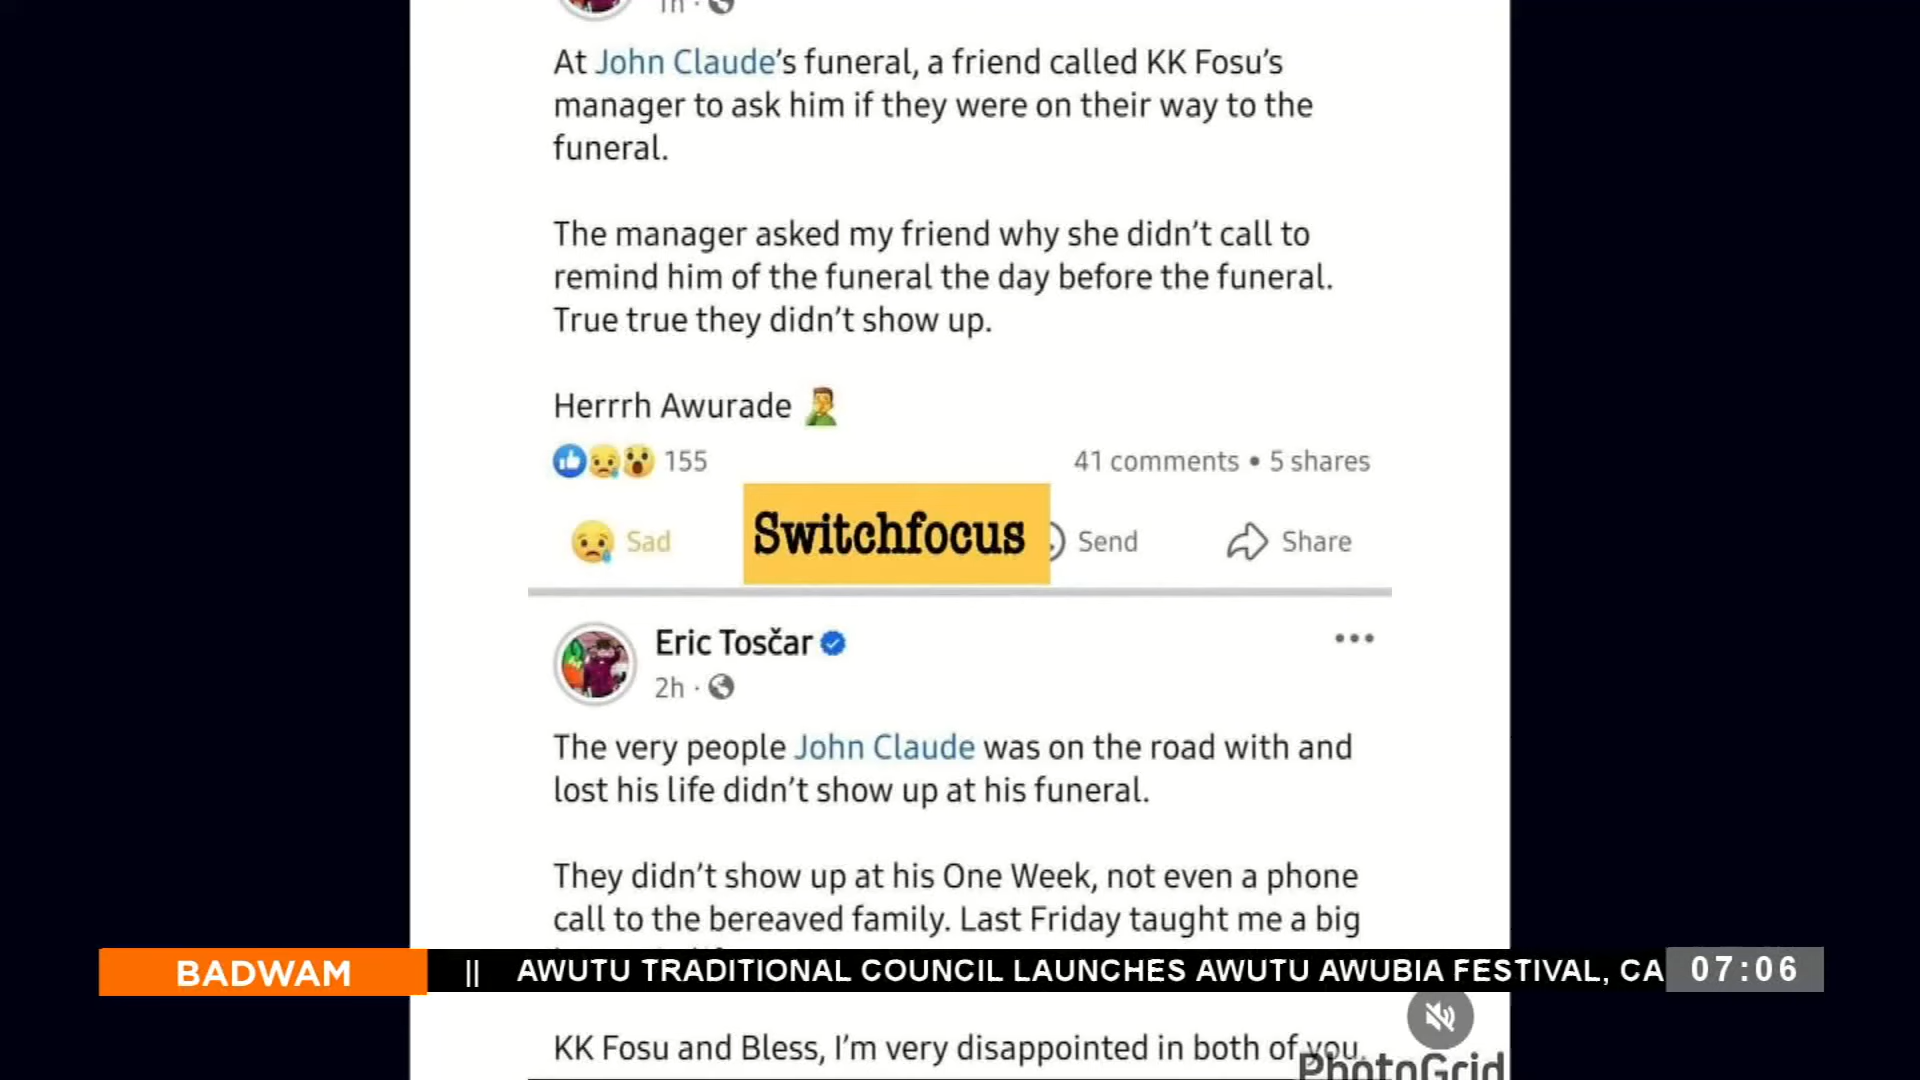 1h
At John Claude's funeral, a friend called KK Fosu's
manager to ask him if they were on their way to the
funeral.
The manager asked my friend why she didn't call to
remind him of the funeral the day before the funeral.
True true they didn't show up.
Herrrh Awurade
155
41 comments • 5 shares
Sad
Switchfocus
Send
Share
Eric Tosčar
2h ·
The very people John Claude was on the road with and
lost his life didn't show up at his funeral.
They didn't show up at his One Week, not even a phone
call to the bereaved family. Last Friday taught me a big
BADWAM
|| AWUTU TRADITIONAL COUNCIL LAUNCHES AWUTU AWUBIA FESTIVAL, CA
07:06
KK Fosu and Bless, I'm very disappointed in both of you.
PhotoGrid